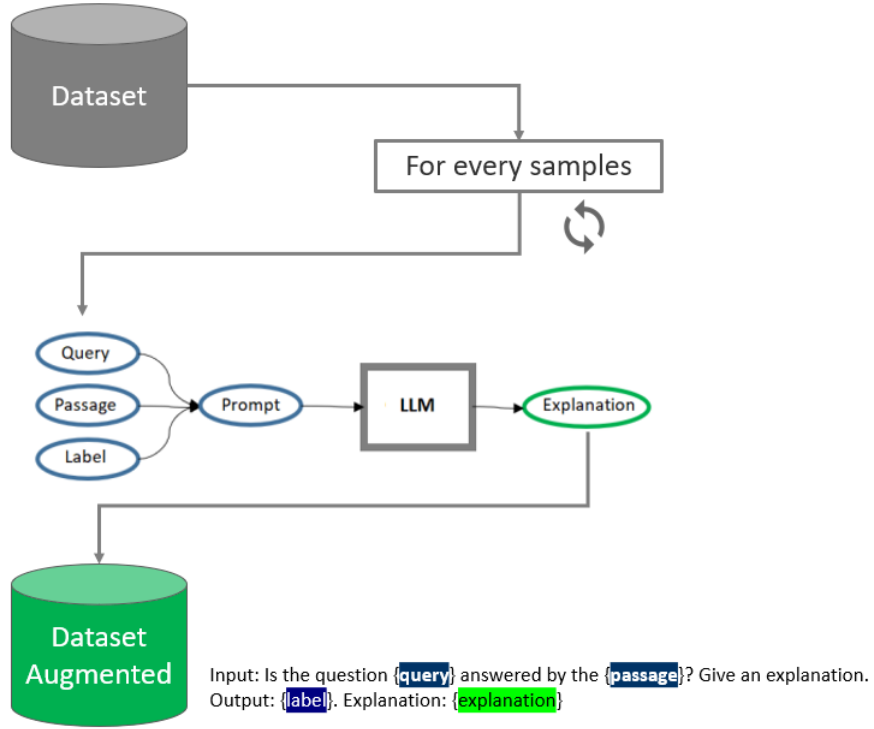 Dataset
For every samples
Query
Passage
Label
Prompt
LLM
Explanation
Dataset
Augmented
Input: Is the question {query} answered by the {passage}? Give an explanation.
Output: {label}. Explanation: {explanation}